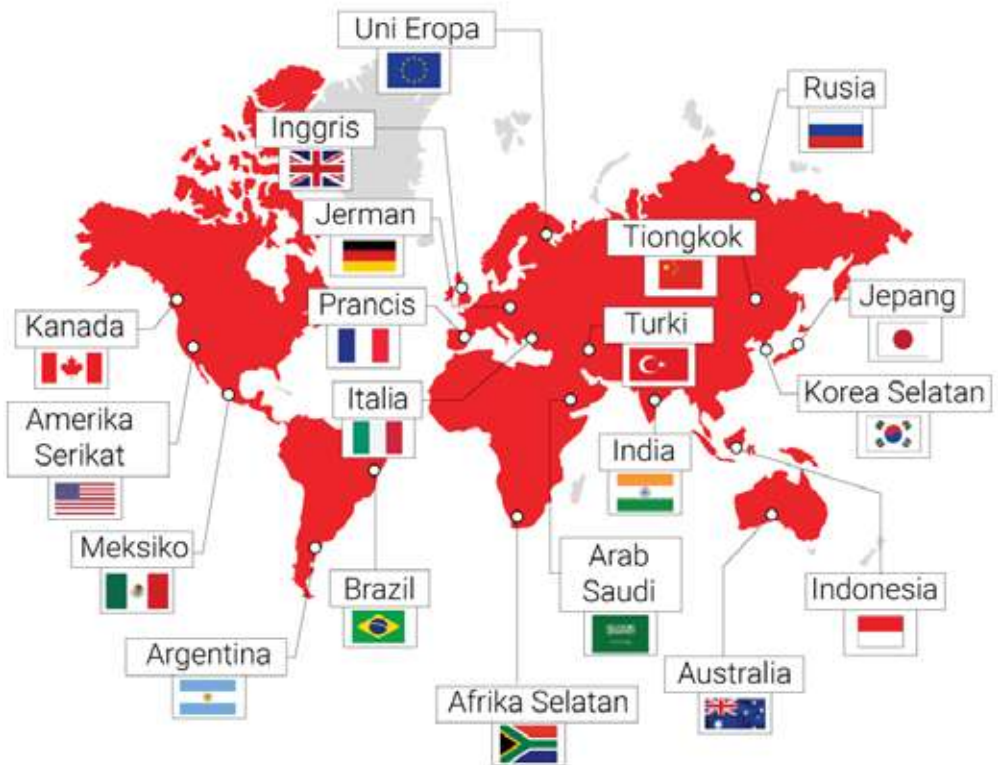 Uni Eropa
Rusia
Inggris
Jerman
Tiongkok
Jepang
Prancis
Turki
Kanada
Italia
Korea Selatan
Amerika
Serikat
India
Meksiko
Brazil
Arab
Saudi
Indonesia
Argentina
Afrika Selatan
Australia